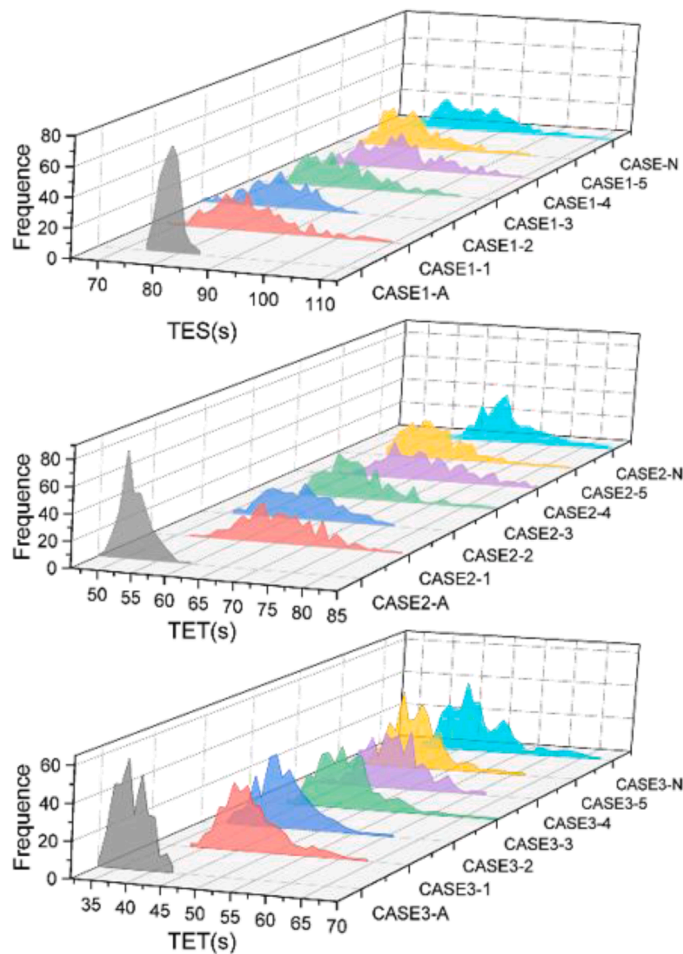 80
60
40
20
0
Frequence
70
80
90
100
110
TES(s)
CASE1-A
CASE1-1
CASE1-2
CASE1-3
CASE1-4
CASE1-5
CASE-N
80
60
40
20
0
Frequence
50
55
60
65
70
75
80
85
TET(s)
CASE2-A
CASE2-1
CASE2-2
CASE2-3
CASE2-4
CASE2-5
CASE2-N
60
40
20
0
Frequence
35
40
45
50
55
60
65
70
TET(s)
CASE3-A
CASE3-1
CASE3-2
CASE3-3
CASE3-4
CASE3-5
CASE3-N